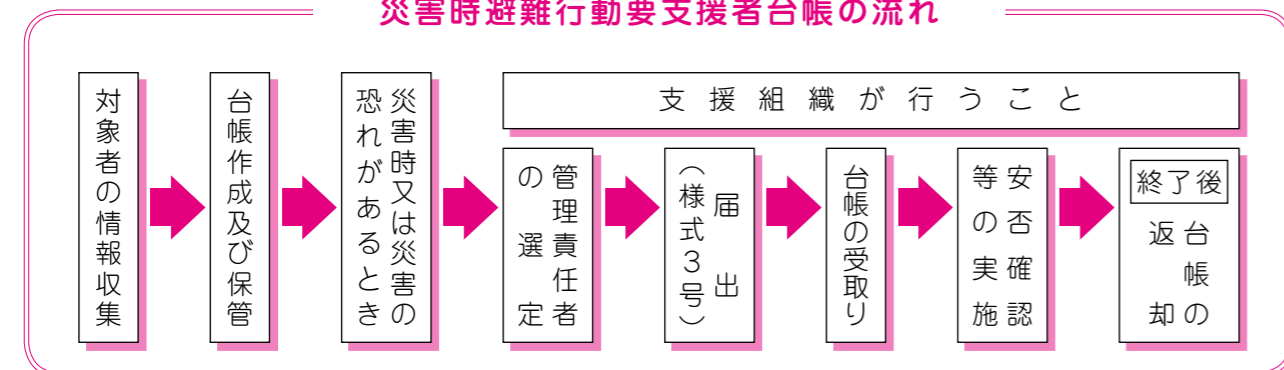 災害時避難行動要支援者台帳の流れ
対象者の情報収集
台帳作成及び保管
災害時又は災害の
恐れがあるとき
支援組織が行うこと
管理責任者
の選定
届出
（様式3号）
台帳の受取り
安否確認
等の実施
終了後
台帳の
返却